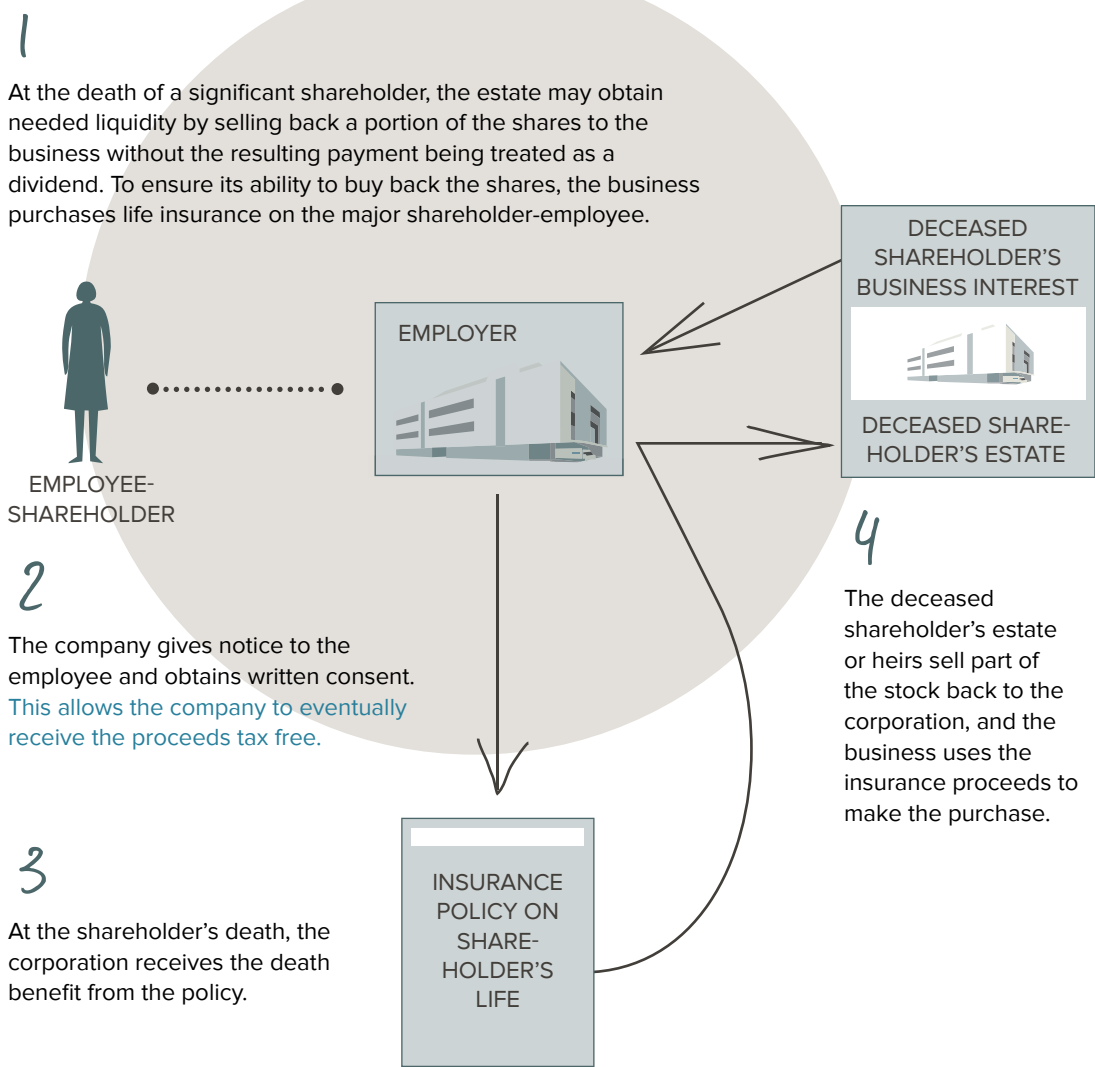 1
At the death of a significant shareholder, the estate may obtain
needed liquidity by selling back a portion of the shares to the
business without the resulting payment being treated as a
dividend. To ensure its ability to buy back the shares, the business
purchases life insurance on the major shareholder-employee.
DECEASED
SHAREHOLDER’S
BUSINESS INTEREST
EMPLOYER
DECEASED SHARE-
HOLDER’S ESTATE
EMPLOYEE-
SHAREHOLDER
2
The company gives notice to the
employee and obtains written consent.
This allows the company to eventually
receive the proceeds tax free.
4
The deceased
shareholder’s estate
or heirs sell part of
the stock back to the
corporation, and the
business uses the
insurance proceeds to
make the purchase.
3
At the shareholder’s death, the
corporation receives the death
benefit from the policy.
INSURANCE
POLICY ON
SHARE-
HOLDER’S
LIFE